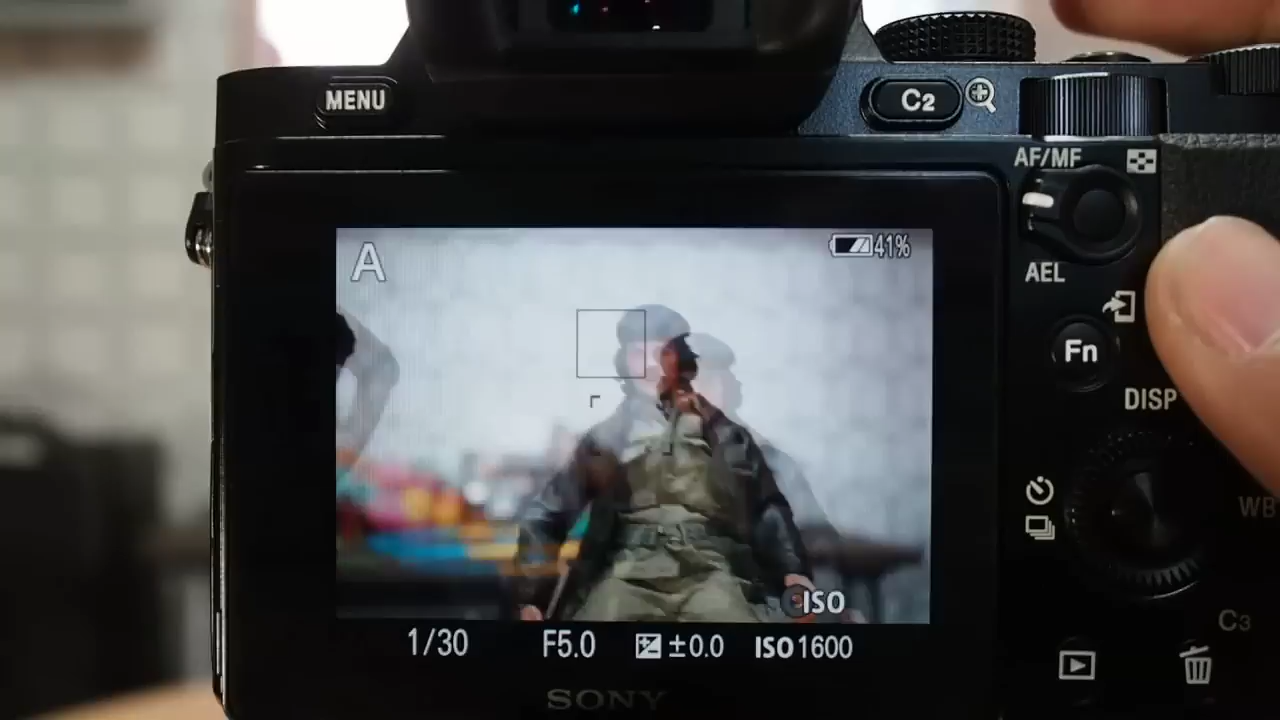 MENU
C2
AF/MF
A
41%
AEL
Fn
DISP
WB
ISO
C3
1/30 F5.0 ±0.0 ISO 1600
SONY